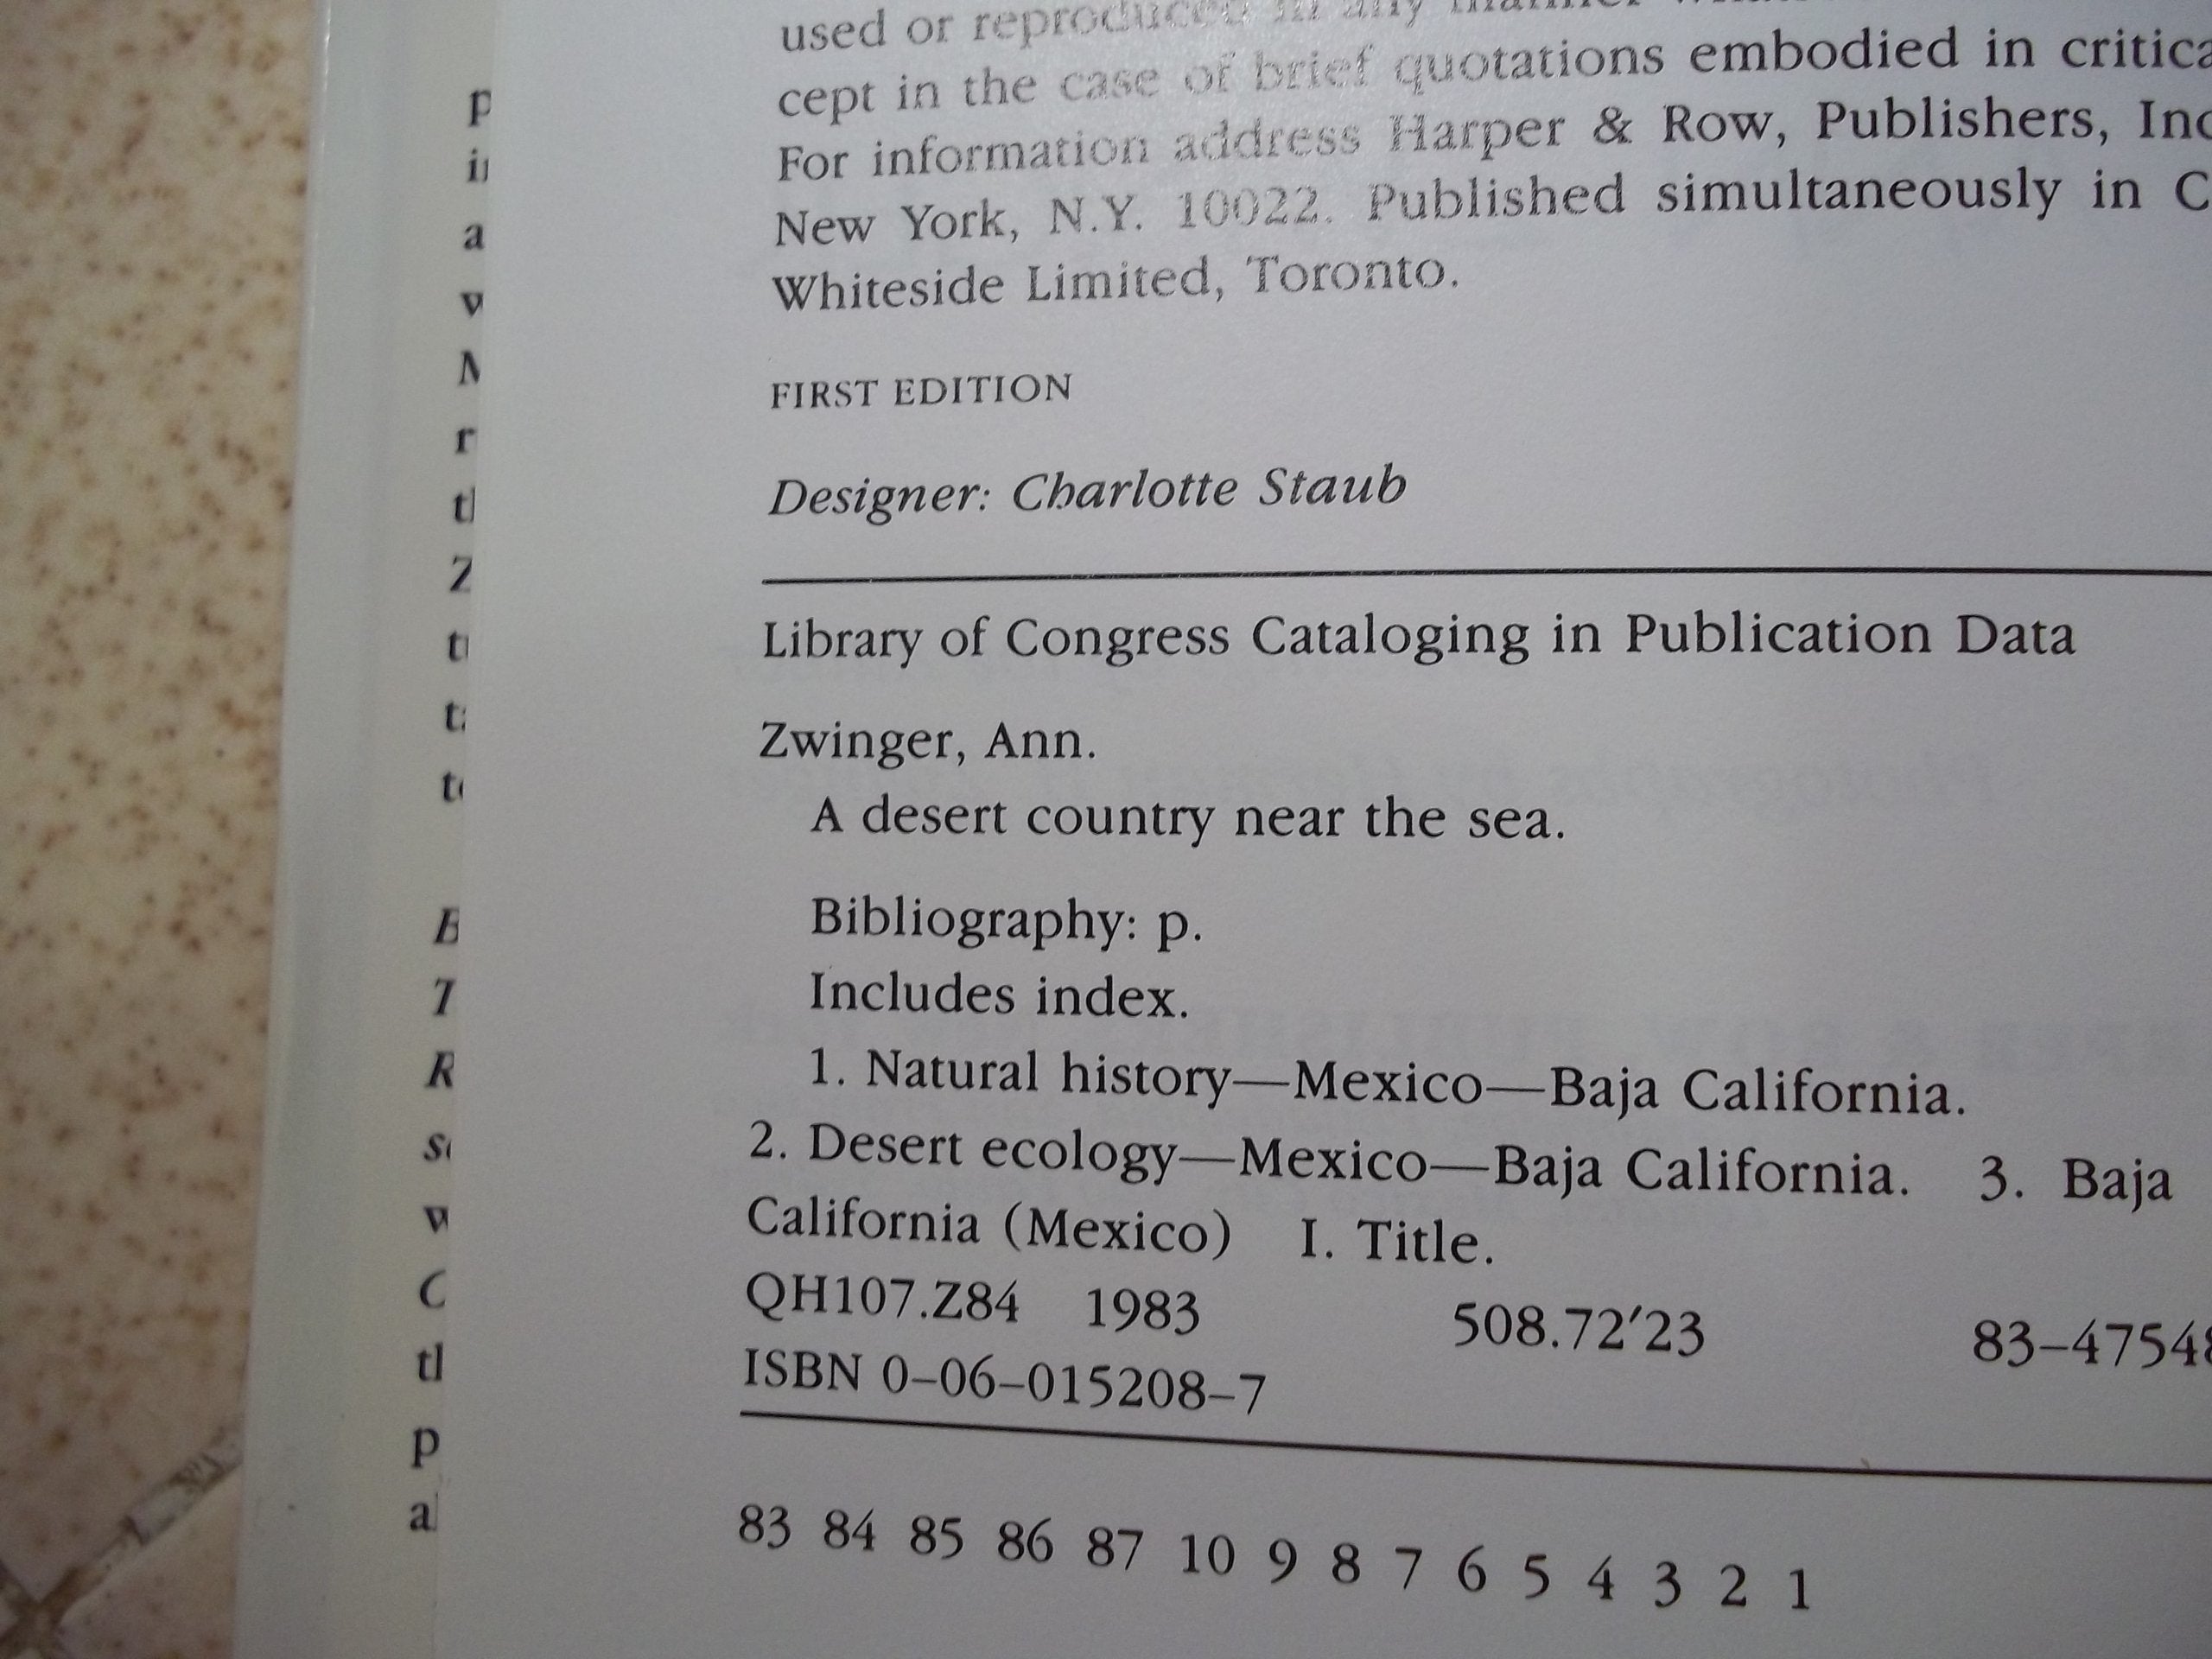 used or reproduced in any manner
cept in the case of brief quotations embodied in critica
For information address Harper & Row, Publishers, Inc
New York, N.Y. 10022. Published simultaneously in C
Whiteside Limited, Toronto.
FIRST EDITION
Designer: Charlotte Staub
Library of Congress Cataloging in Publication Data
Zwinger, Ann.
A desert country near the sea.
Bibliography: p.
Includes index.
1. Natural history—Mexico—Baja California.
2. Desert ecology—Mexico—Baja California. 3. Baja
California (Mexico) I. Title.
QH107.Z84 1983 508.72′23 83–47548
ISBN 0–06–015208–7
83 84 85 86 87 10 9 8 7 6 5 4 3 2 1